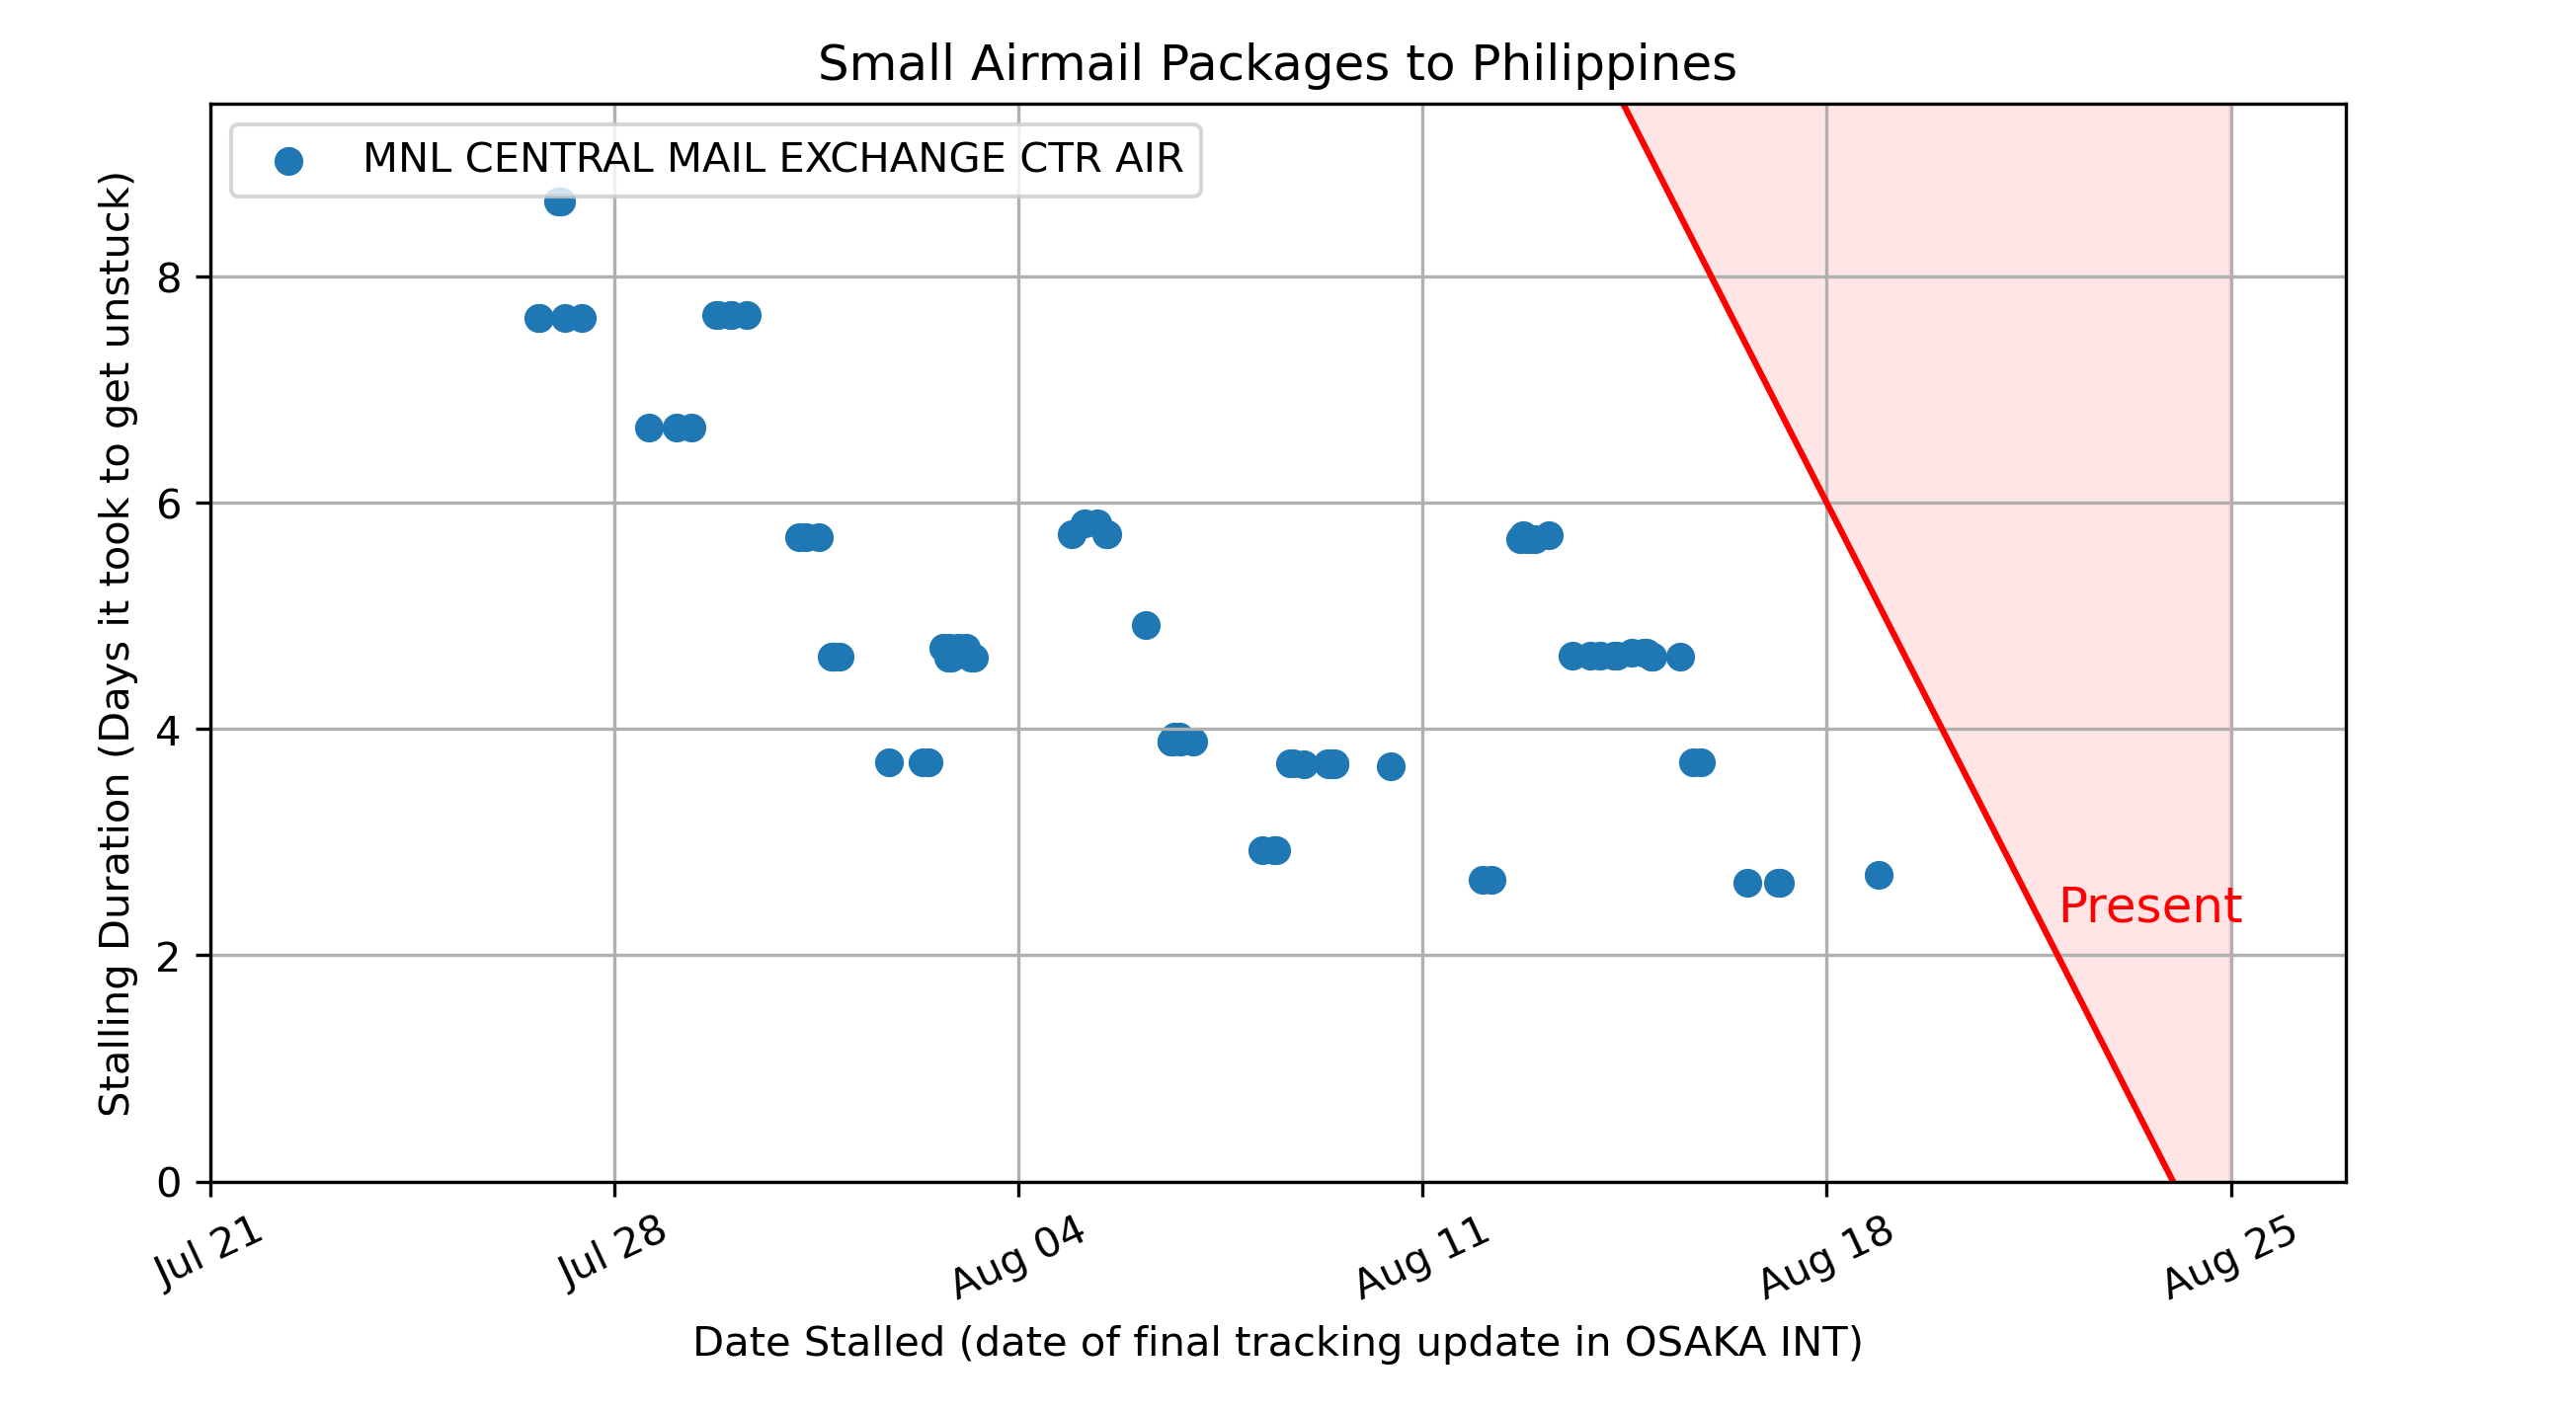 Small Airmail Packages to Philippines
MNL CENTRAL MAIL EXCHANGE CTR AIR
Stalling Duration (Days it took to get unstuck)
8
6
4
2
0
Present
Jul 21
Jul 28
Aug 04
Aug 11
Aug 18
Aug 25
Date Stalled (date of final tracking update in OSAKA INT)